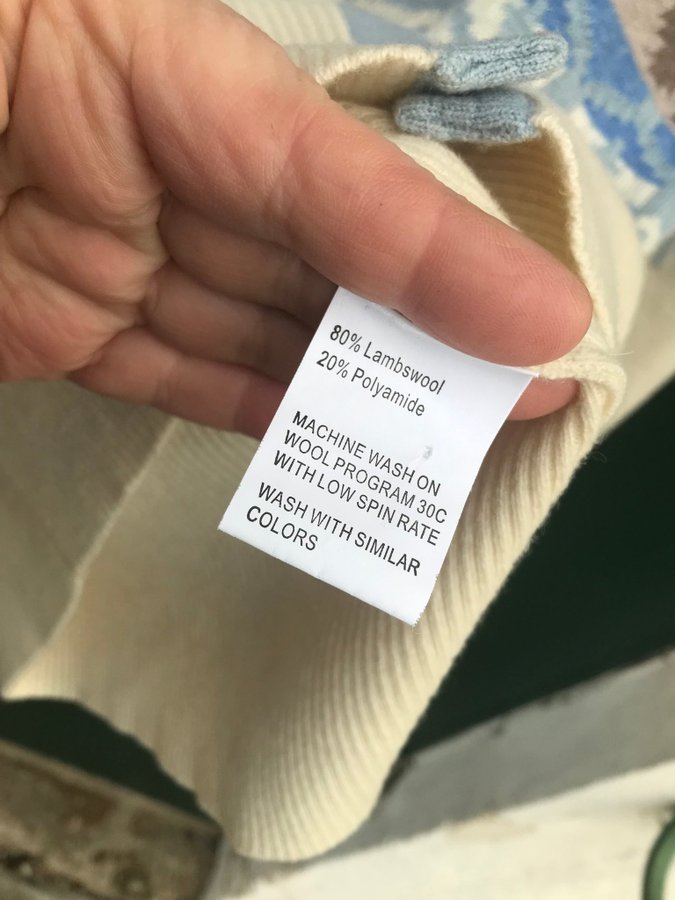 80% Lambswool
20% Polyamide
MACHINE WASH ON
WOOL PROGRAM 30C
WITH LOW SPIN RATE
WASH WITH SIMILAR
COLORS